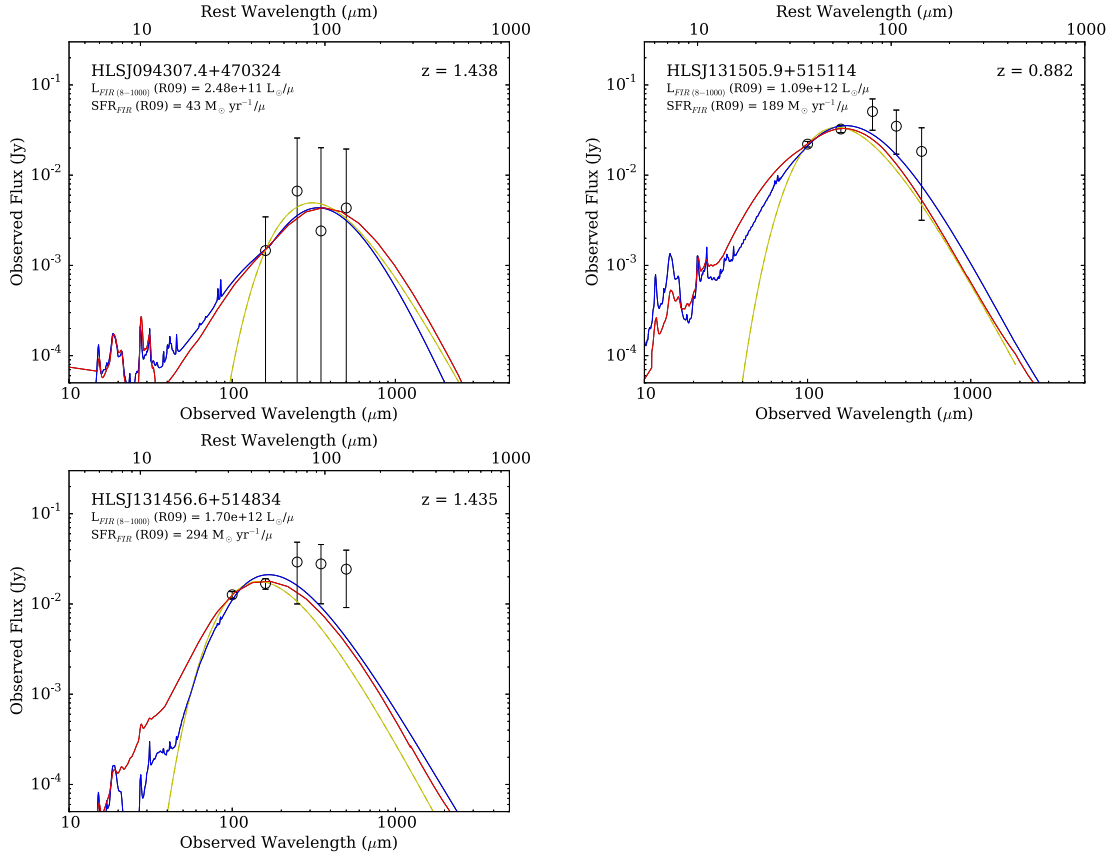 Rest Wavelength (μm)
10 100 1000
HLSJ094307.4+470324 z = 1.438
L_FIR (8−1000) (R09) = 2.48e+11 L_⊙/μ
SFR_FIR (R09) = 43 M_⊙ yr⁻¹/μ
Observed Flux (Jy)
10⁻¹
10⁻²
10⁻³
10⁻⁴
10 100 1000
Observed Wavelength (μm)
Rest Wavelength (μm)
10 100 1000
HLSJ131505.9+515114 z = 0.882
L_FIR (8−1000) (R09) = 1.09e+12 L_⊙/μ
SFR_FIR (R09) = 189 M_⊙ yr⁻¹/μ
Observed Flux (Jy)
10⁻¹
10⁻²
10⁻³
10⁻⁴
10 100 1000
Observed Wavelength (μm)
Rest Wavelength (μm)
10 100 1000
HLSJ131456.6+514834 z = 1.435
L_FIR (8−1000) (R09) = 1.70e+12 L_⊙/μ
SFR_FIR (R09) = 294 M_⊙ yr⁻¹/μ
Observed Flux (Jy)
10⁻¹
10⁻²
10⁻³
10⁻⁴
10 100 1000
Observed Wavelength (μm)